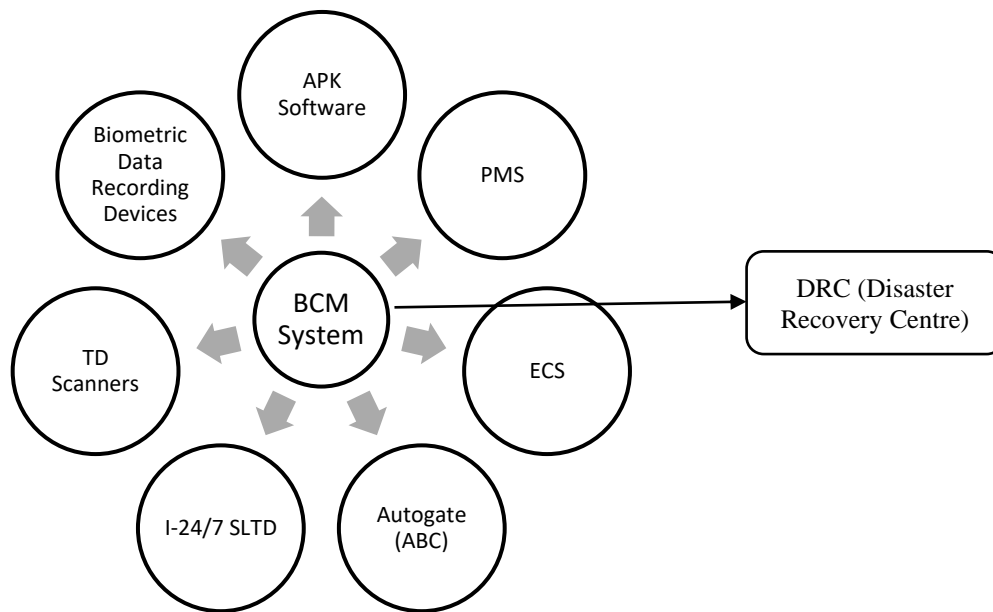 APK
Software
PMS
Biometric
Data
Recording
Devices
BCM
System
DRC (Disaster
Recovery Centre)
TD
Scanners
ECS
I-24/7 SLTD
Autogate
(ABC)